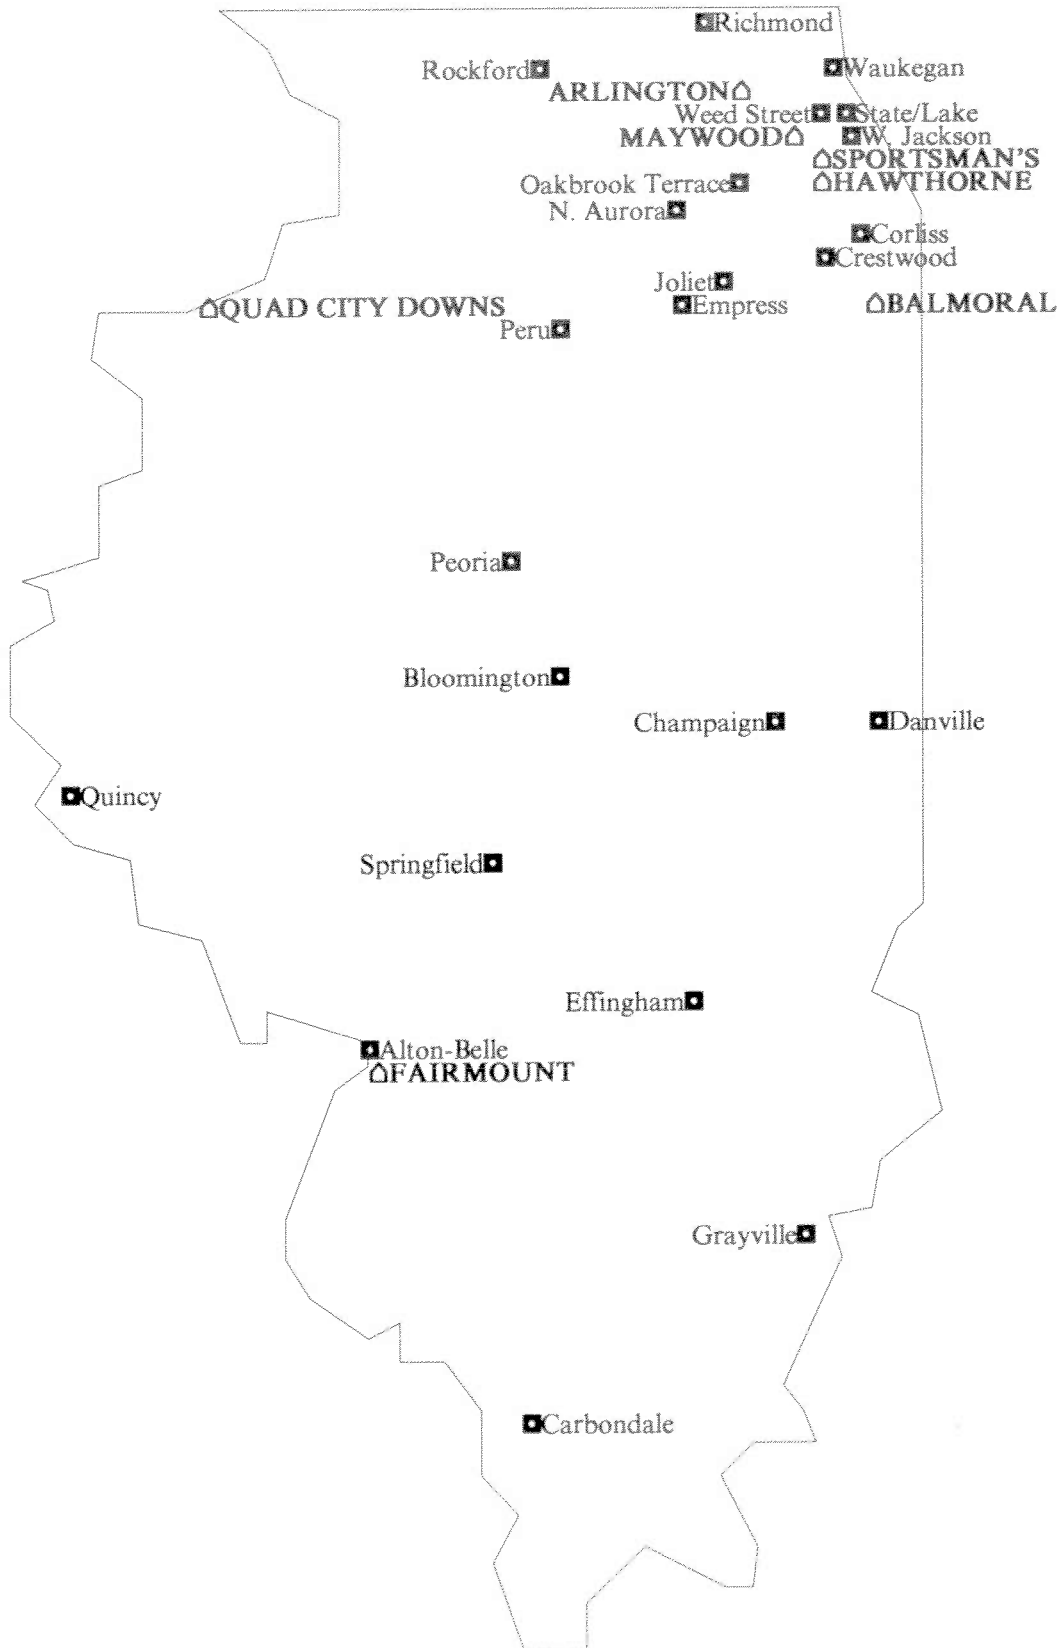 Richmond
Rockford
Waukegan
ARLINGTON
Weed Street
State/Lake
MAYWOOD
W. Jackson
SPORTSMAN'S
Oakbrook Terrace
HAWTHORNE
N. Aurora
Corliss
Crestwood
Joliet
QUAD CITY DOWNS
Empress
BALMORAL
Peru
Peoria
Bloomington
Champaign
Danville
Quincy
Springfield
Effingham
Alton-Belle
FAIRMOUNT
Grayville
Carbondale